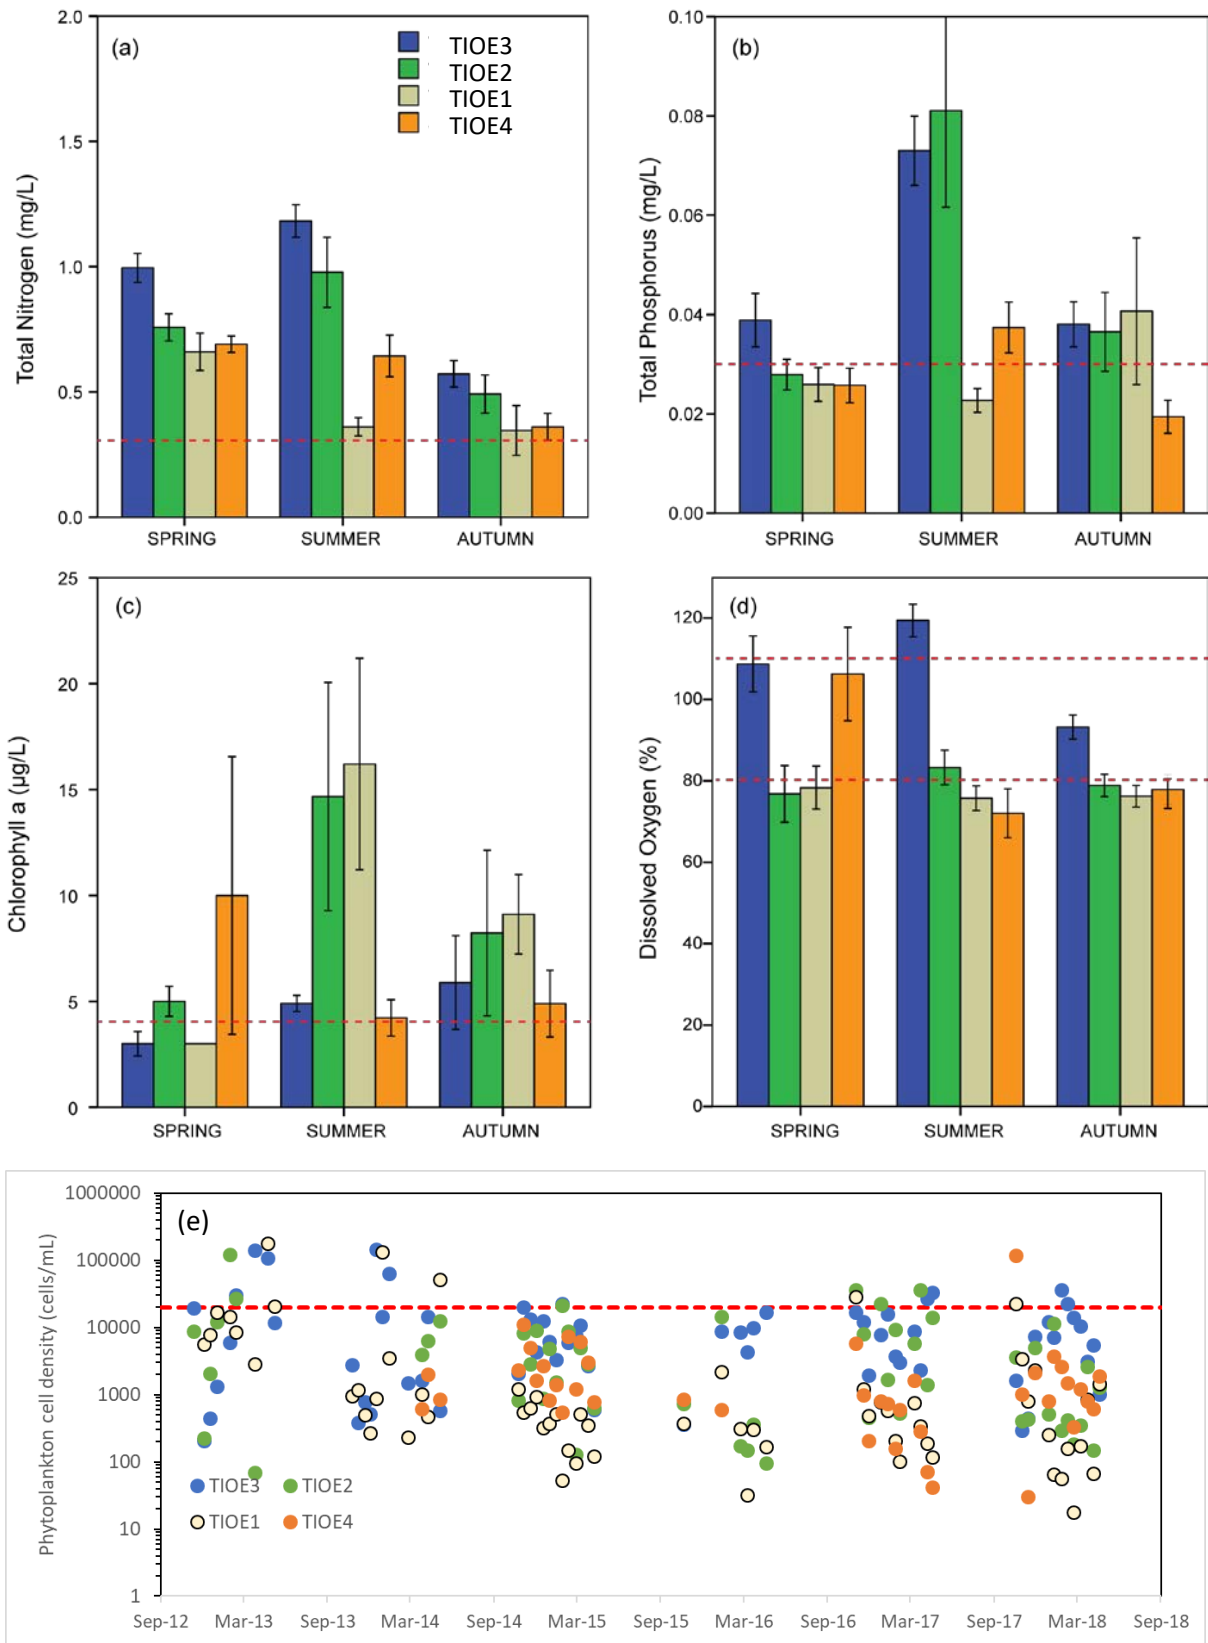 2.0
(a)
TIOE3
TIOE2
TIOE1
TIOE4
1.5
1.0
0.5
0.0
Total Nitrogen (mg/L)
SPRING SUMMER AUTUMN
0.10
(b)
0.08
0.06
0.04
0.02
0.00
Total Phosphorus (mg/L)
SPRING SUMMER AUTUMN
25
(c)
20
15
10
5
0
Chlorophyll a (µg/L)
SPRING SUMMER AUTUMN
(d)
120
100
80
60
40
20
0
Dissolved Oxygen (%)
SPRING SUMMER AUTUMN
1000000
(e)
100000
10000
1000
100
10
1
Phytoplankton cell density (cells/mL)
TIOE3 TIOE2
TIOE1 TIOE4
Sep-12 Mar-13 Sep-13 Mar-14 Sep-14 Mar-15 Sep-15 Mar-16 Sep-16 Mar-17 Sep-17 Mar-18 Sep-18